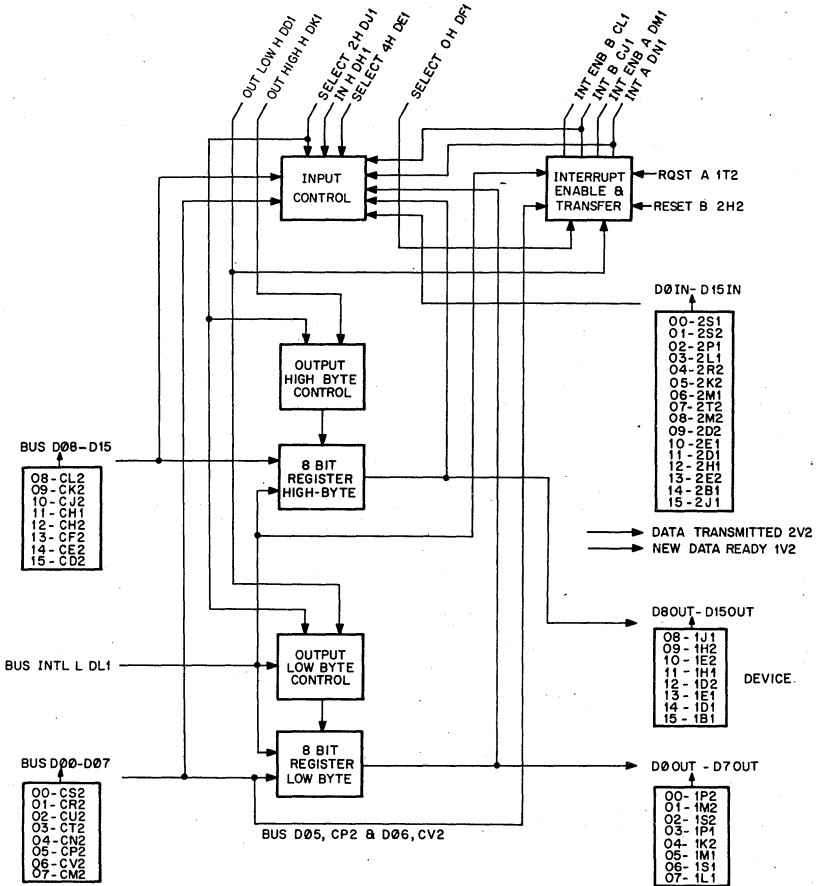 OUT LOW H DD1
OUT HIGH H DK1
SELECT 2H DJ1
IN H DH1
SELECT 4H DE1
SELECT 0H DF1
INT ENB B CL1
INT B CJ1
INT ENB A DM1
INT A DN1
INPUT
CONTROL
INTERRUPT
ENABLE &
TRANSFER
RQST A 1T2
RESET B 2H2
DØIN-D15IN
00-2S1
01-2S2
02-2P1
03-2L1
04-2R2
05-2K2
06-2M1
07-2T2
08-2M2
09-2D2
10-2E1
11-2D1
12-2H1
13-2E2
14-2B1
15-2J1
OUTPUT
HIGH BYTE
CONTROL
BUS DØ8-D15
08-CL2
09-CK2
10-CJ2
11-CH1
12-CH2
13-CF2
14-CE2
15-CD2
8 BIT
REGISTER
HIGH-BYTE
DATA TRANSMITTED 2V2
NEW DATA READY 1V2
D8OUT-D15OUT
08-1J1
09-1H2
10-1E2
11-1H1
12-1D2
13-1E1
14-1D1
15-1B1
DEVICE.
BUS INTL L DL1
OUTPUT
LOW BYTE
CONTROL
BUS DØ0-DØ7
00-CS2
01-CR2
02-CU2
03-CT2
04-CN2
05-CP2
06-CV2
07-CM2
8 BIT
REGISTER
LOW BYTE
BUS DØ5, CP2 & DØ6, CV2
DØOUT - D7OUT
00-1P2
01-1M2
02-1S2
03-1P1
04-1K2
05-1M1
06-1S1
07-1L1